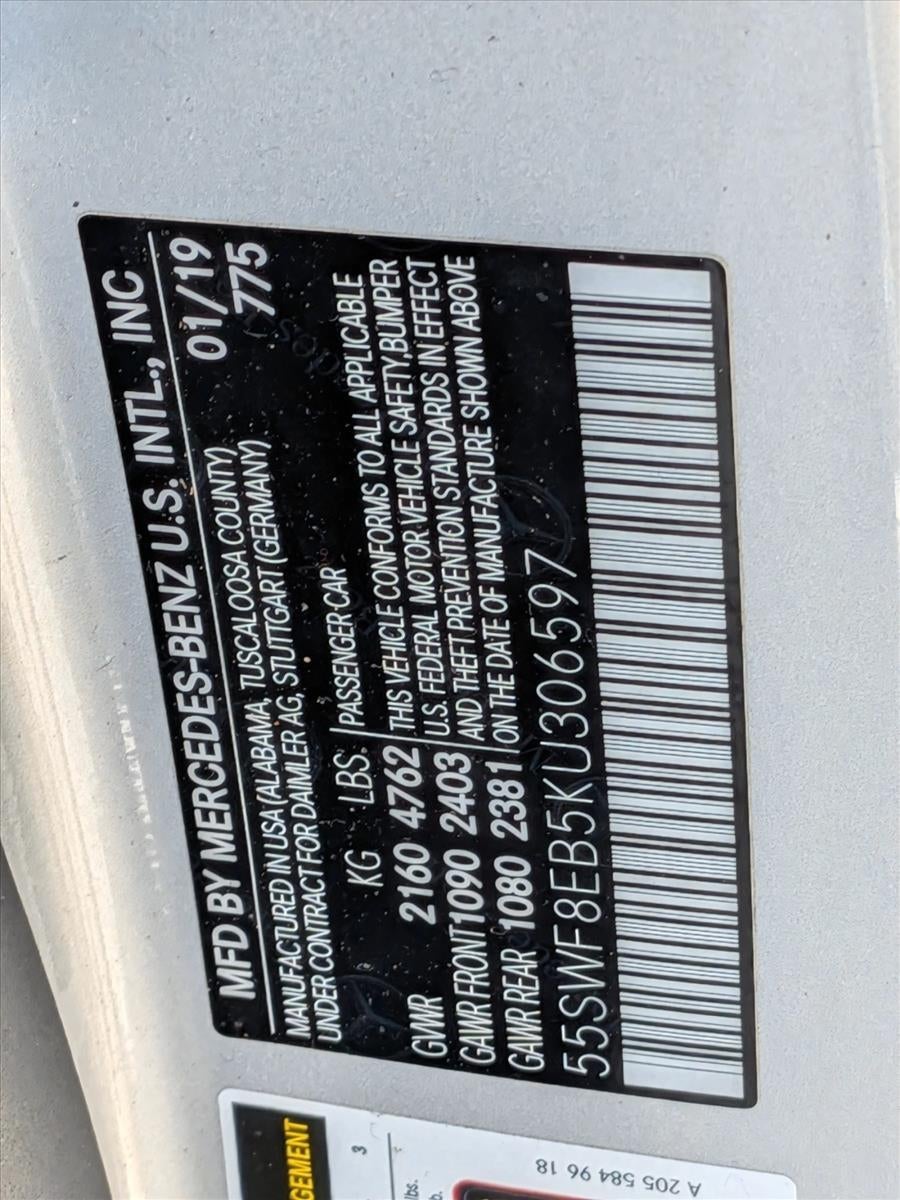 MFD BY MERCEDES-BENZ U.S. INTL., INC
MANUFACTURED IN USA (ALABAMA, TUSCALOOSA COUNTY) 01/19
UNDER CONTRACT FOR DAIMLER AG, STUTTGART (GERMANY) 775
KG LBS. PASSENGER CAR
GVWR 2160 4762
GAWR FRONT 1090 2403
GAWR REAR 1080 2381
THIS VEHICLE CONFORMS TO ALL APPLICABLE
U.S. FEDERAL MOTOR VEHICLE SAFETY, BUMPER
AND THEFT PREVENTION STANDARDS IN EFFECT
ON THE DATE OF MANUFACTURE SHOWN ABOVE
55SWF8EB5KU306597
GEMENT
3
lbs.
A 205 584 96 18